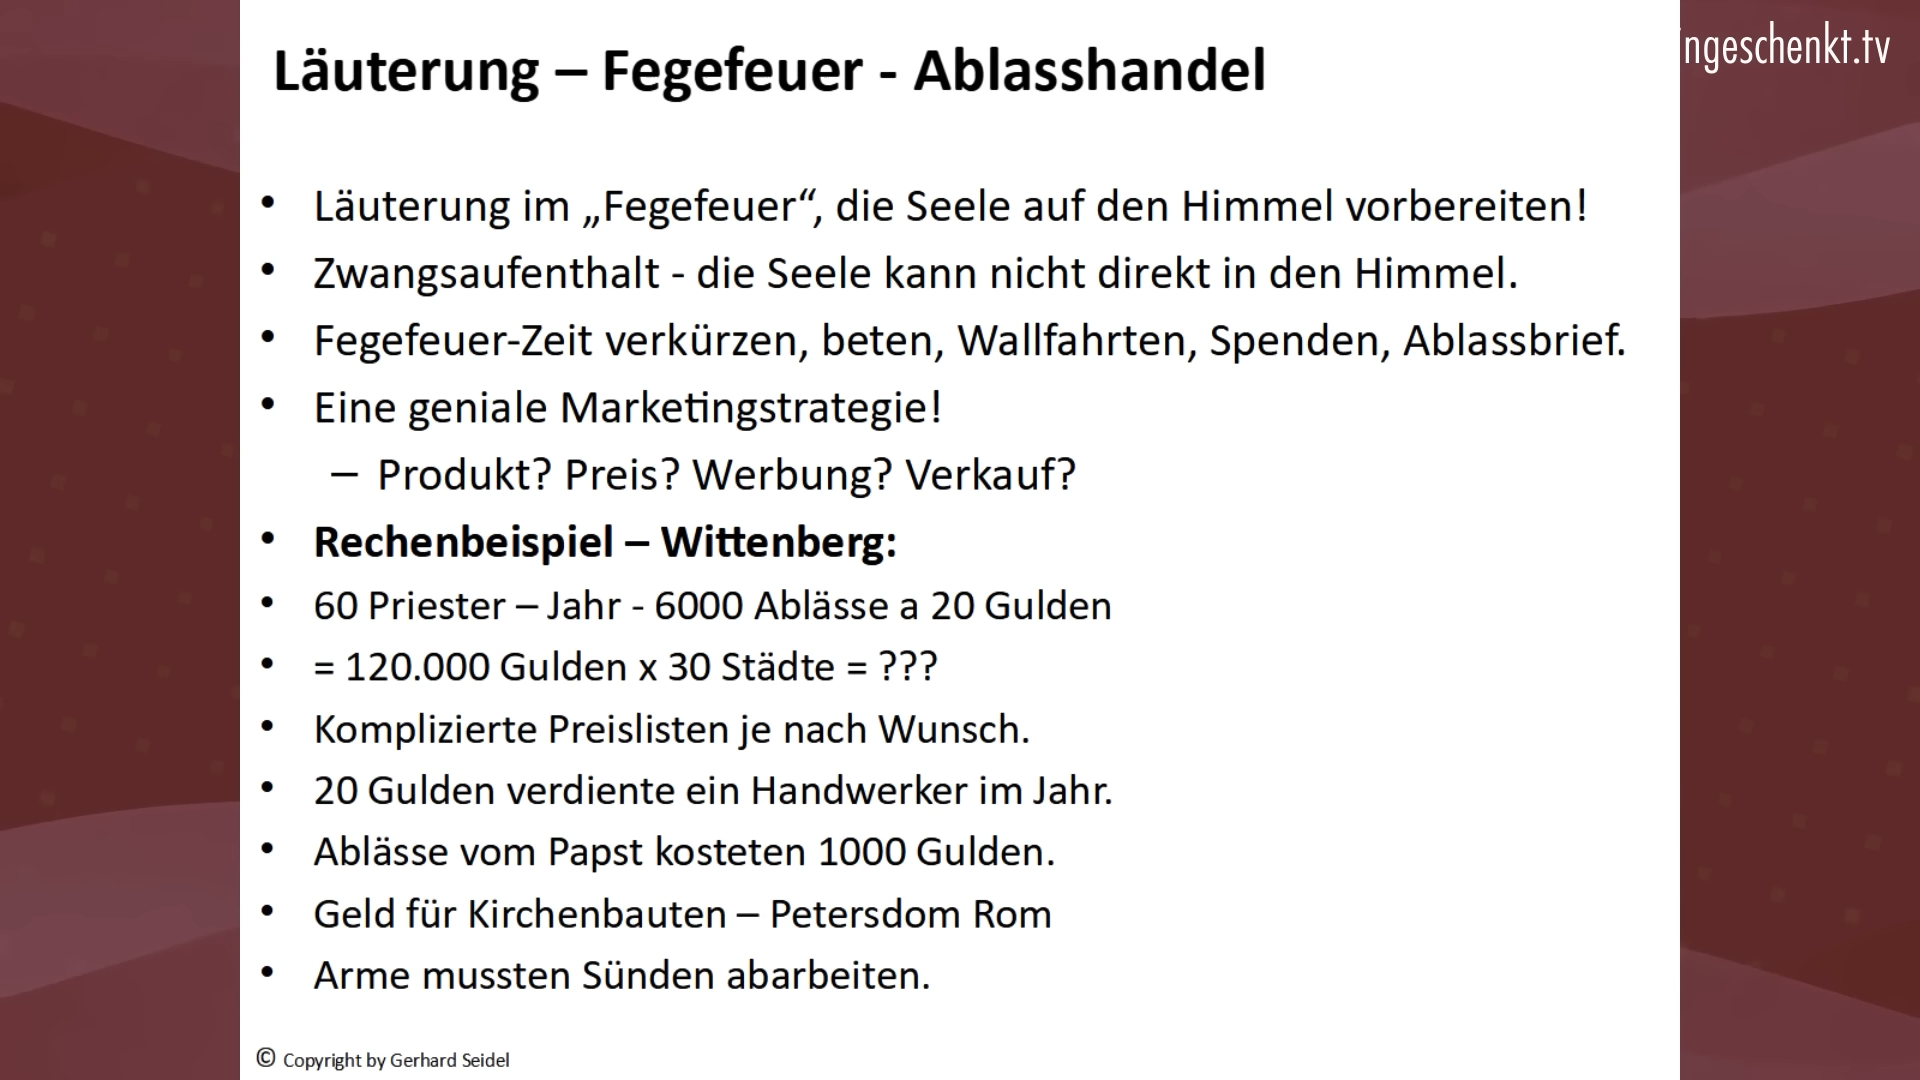 Läuterung – Fegefeuer - Ablasshandel
ngeschenkt.tv
• Läuterung im „Fegefeuer“, die Seele auf den Himmel vorbereiten!
• Zwangsaufenthalt - die Seele kann nicht direkt in den Himmel.
• Fegefeuer-Zeit verkürzen, beten, Wallfahrten, Spenden, Ablassbrief.
• Eine geniale Marketingstrategie!
– Produkt? Preis? Werbung? Verkauf?
• Rechenbeispiel – Wittenberg:
• 60 Priester – Jahr - 6000 Ablässe a 20 Gulden
• = 120.000 Gulden x 30 Städte = ???
• Komplizierte Preislisten je nach Wunsch.
• 20 Gulden verdiente ein Handwerker im Jahr.
• Ablässe vom Papst kosteten 1000 Gulden.
• Geld für Kirchenbauten – Petersdom Rom
• Arme mussten Sünden abarbeiten.
© Copyright by Gerhard Seidel